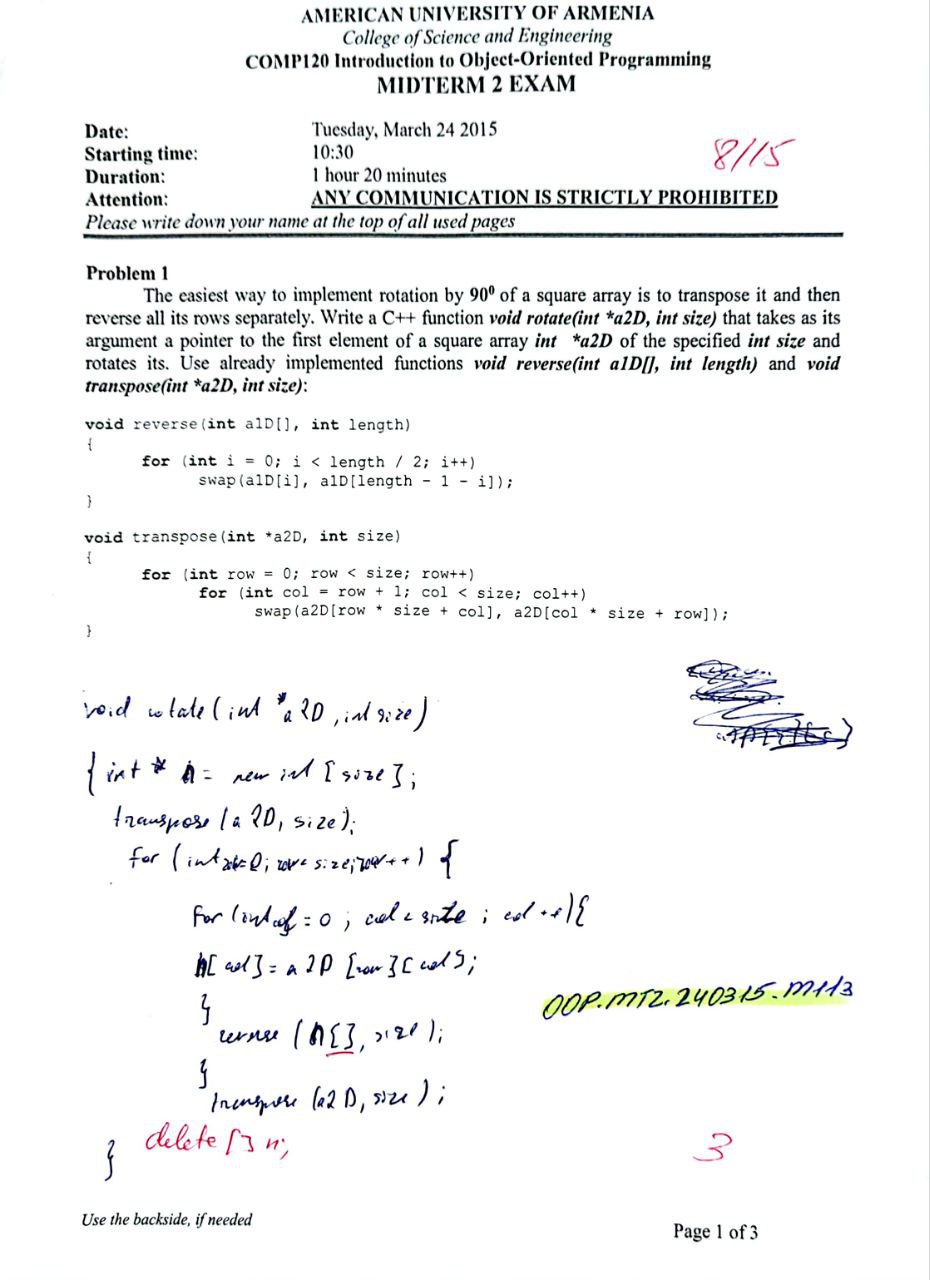 AMERICAN UNIVERSITY OF ARMENIA
College of Science and Engineering
COMP120 Introduction to Object-Oriented Programming
MIDTERM 2 EXAM
Date: Tuesday, March 24 2015
8/15
Starting time: 10:30
Duration: 1 hour 20 minutes
Attention: ANY COMMUNICATION IS STRICTLY PROHIBITED
Please write down your name at the top of all used pages
Problem 1
The easiest way to implement rotation by 90⁰ of a square array is to transpose it and then
reverse all its rows separately. Write a C++ function void rotate(int *a2D, int size) that takes as its
argument a pointer to the first element of a square array int *a2D of the specified int size and
rotates its. Use already implemented functions void reverse(int a1D[], int length) and void
transpose(int *a2D, int size):
void reverse(int a1D[], int length)
{
for (int i = 0; i < length / 2; i++)
swap(a1D[i], a1D[length - 1 - i]);
}
void transpose(int *a2D, int size)
{
for (int row = 0; row < size; row++)
for (int col = row + 1; col < size; col++)
swap(a2D[row * size + col], a2D[col * size + row]);
}
void rotate(int *a2D, int size)
{ int * n = new int [size];
transpose(a2D, size);
for (int row=0; row< size; row++) {
for (int col = 0; col < size; col ++){
n[col] = a2D [row][col];
}
reverse (n[], size);
}
transpose (a2D, size);
delete [] n;
}
OOP.MT2.240315.M113
3
Use the backside, if needed
Page 1 of 3